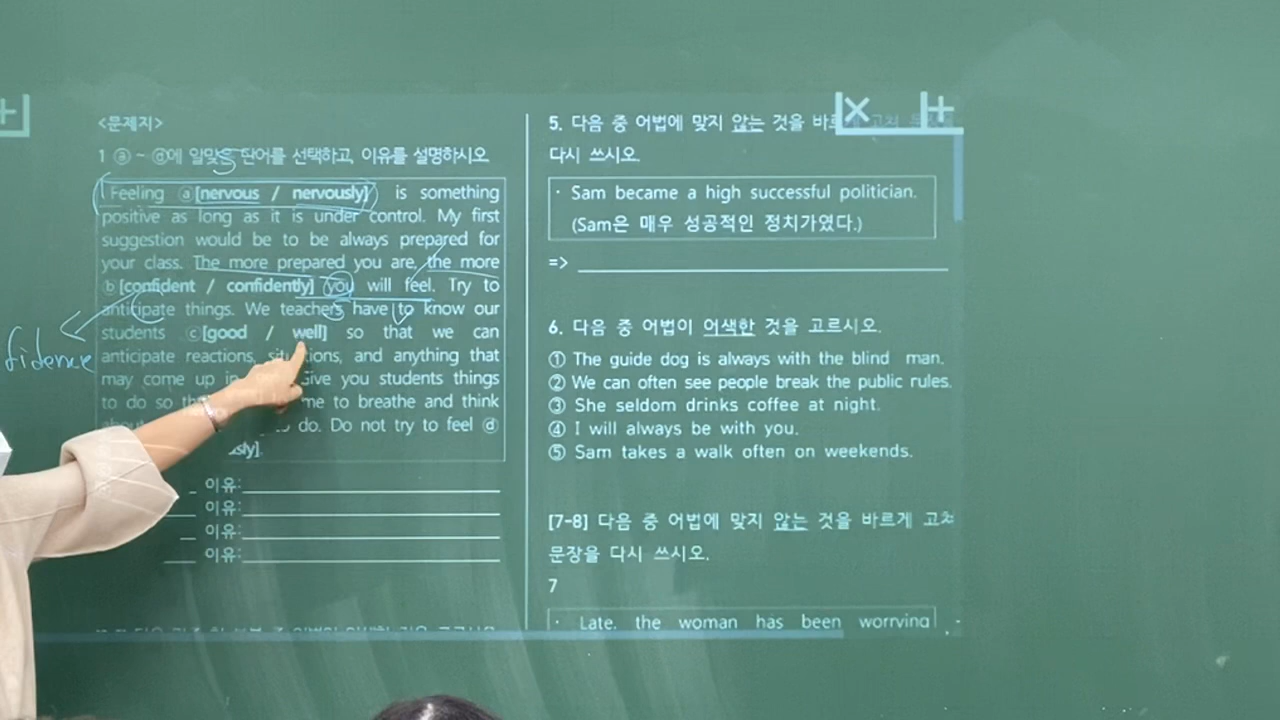 <문제지>
1 ⓐ ~ ⓓ에 알맞은 단어를 선택하고, 이유를 설명하시오
Feeling ⓐ[nervous / nervously] is something
positive as long as it is under control. My first
suggestion would be to be always prepared for
your class. The more prepared you are, the more
ⓑ[confident / confidently] you will feel. Try to
anticipate things. We teachers have to know our
students ⓒ[good / well] so that we can
anticipate reactions, situations, and anything that
may come up in Give you students things
to do so me to breathe and think
do. Do not try to feel ⓓ
이유:
이유:
이유:
이유:
fidence
5. 다음 중 어법에 맞지 않는 것을
다시 쓰시오.
· Sam became a high successful politician.
(Sam은 매우 성공적인 정치가였다.)
=>
6. 다음 중 어법이 어색한 것을 고르시오.
① The guide dog is always with the blind man.
② We can often see people break the public rules.
③ She seldom drinks coffee at night.
④ I will always be with you.
⑤ Sam takes a walk often on weekends.
[7-8] 다음 중 어법에 맞지 않는 것을 바르게 고쳐
문장을 다시 쓰시오.
7
· Late, the woman has been worrying